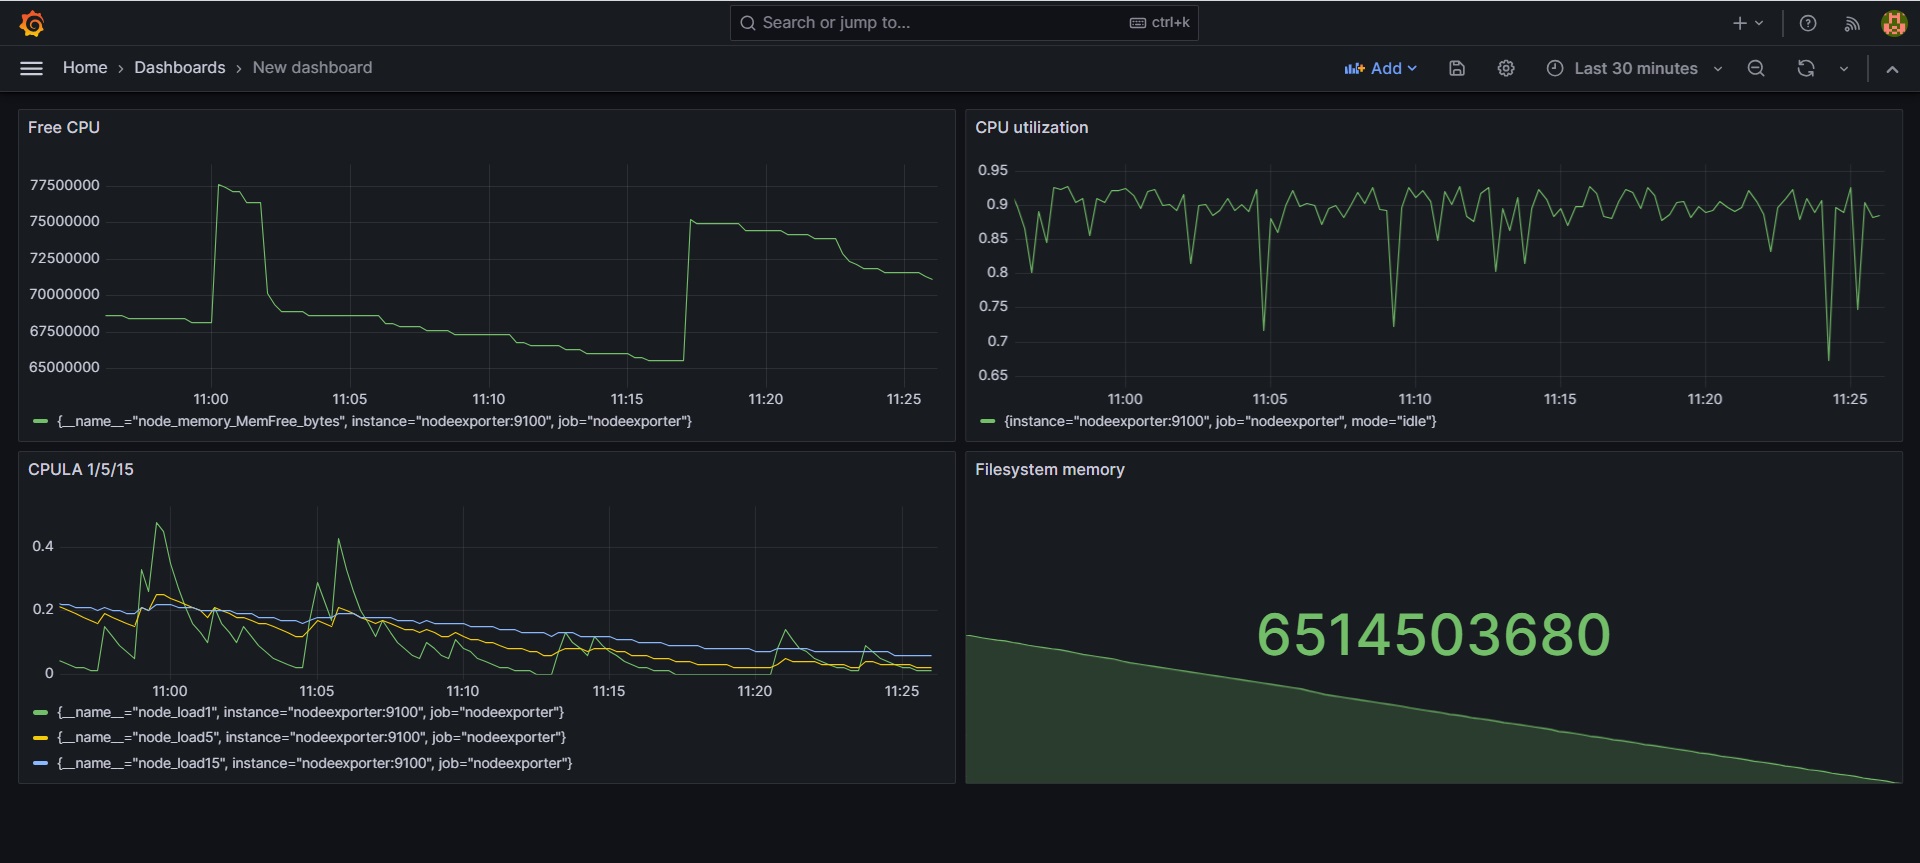 Search or jump to... ctrl+k
Home › Dashboards › New dashboard
Add
Last 30 minutes
Free CPU
77500000
75000000
72500000
70000000
67500000
65000000
11:00 11:05 11:10 11:15 11:20 11:25
{__name__="node_memory_MemFree_bytes", instance="nodeexporter:9100", job="nodeexporter"}
CPU utilization
0.95
0.9
0.85
0.8
0.75
0.7
0.65
11:00 11:05 11:10 11:15 11:20 11:25
{instance="nodeexporter:9100", job="nodeexporter", mode="idle"}
CPULA 1/5/15
0.4
0.2
0
11:00 11:05 11:10 11:15 11:20 11:25
{__name__="node_load1", instance="nodeexporter:9100", job="nodeexporter"}
{__name__="node_load5", instance="nodeexporter:9100", job="nodeexporter"}
{__name__="node_load15", instance="nodeexporter:9100", job="nodeexporter"}
Filesystem memory
6514503680